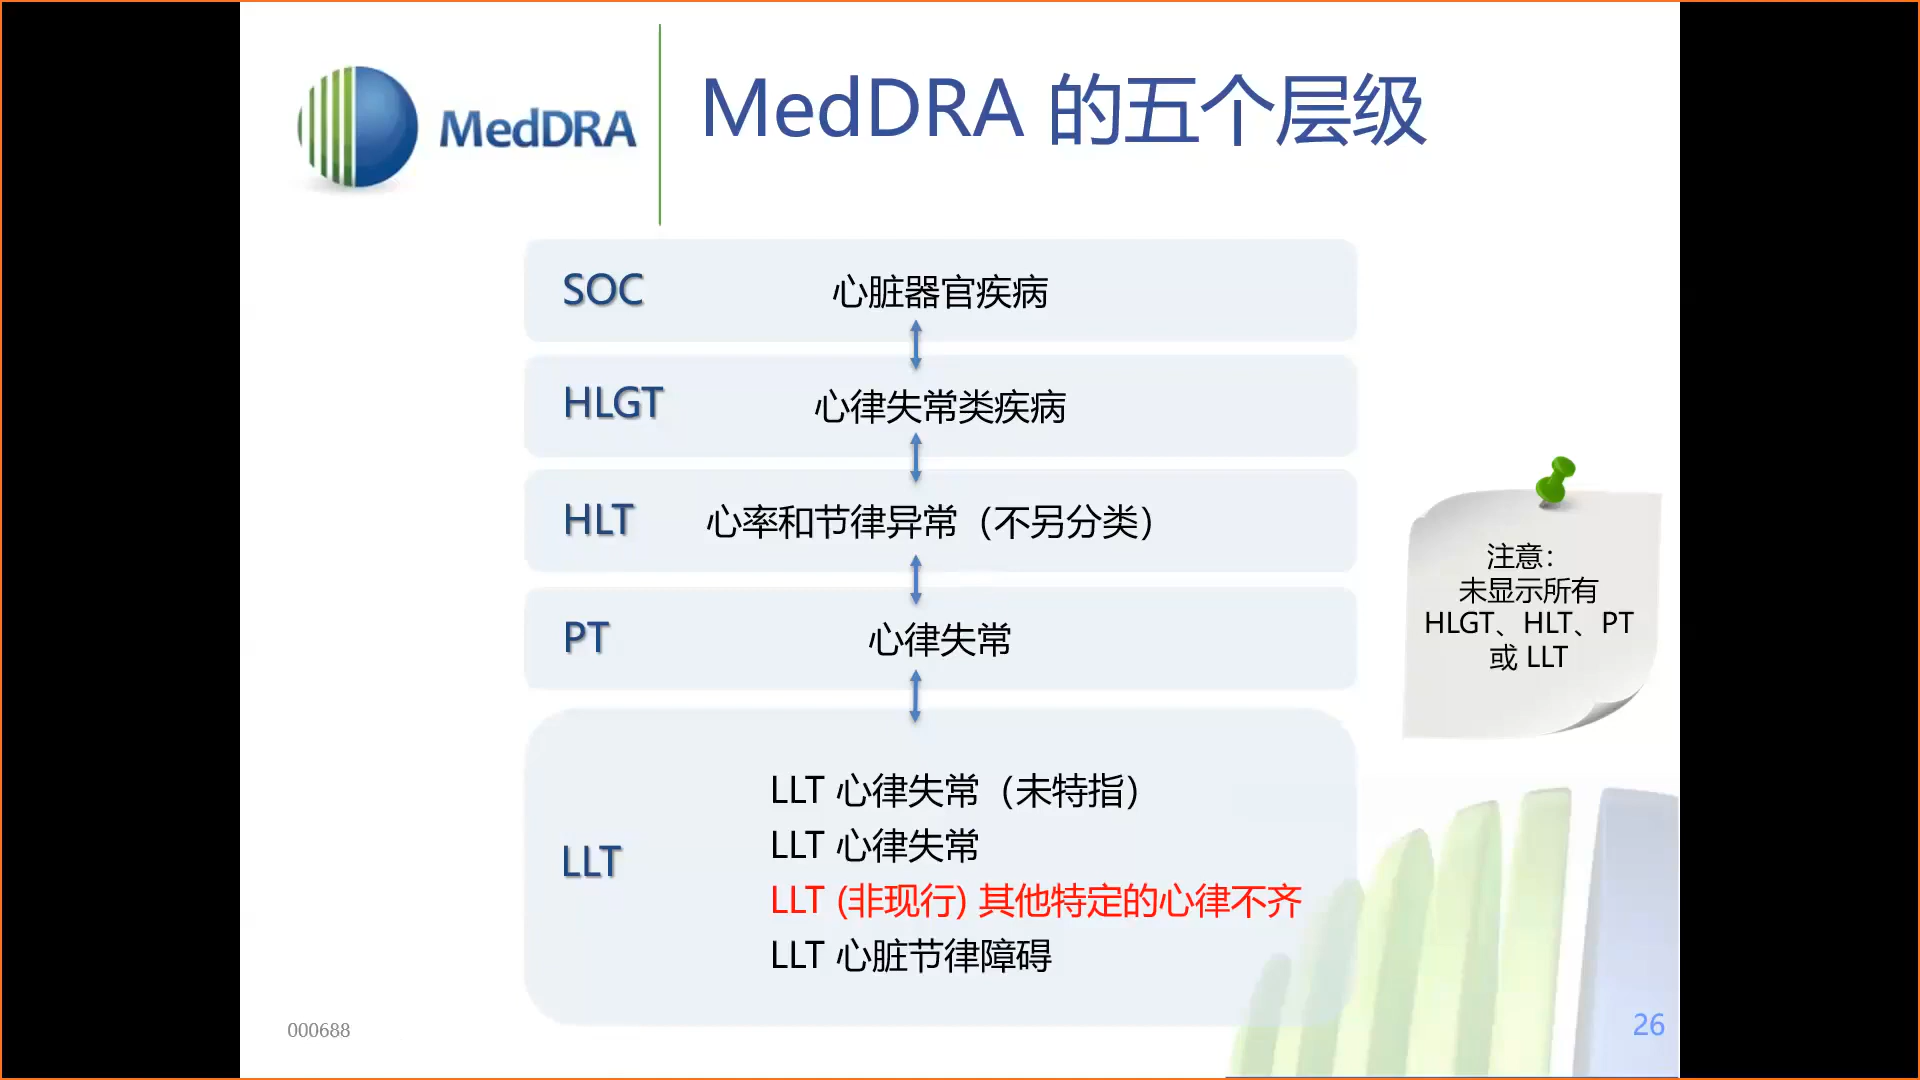 MedDRA
MedDRA 的五个层级
SOC 心脏器官疾病
HLGT 心律失常类疾病
HLT 心率和节律异常（不另分类）
PT 心律失常
LLT
LLT 心律失常（未特指）
LLT 心律失常
LLT (非现行) 其他特定的心律不齐
LLT 心脏节律障碍
注意：
未显示所有
HLGT、HLT、PT
或 LLT
000688
26